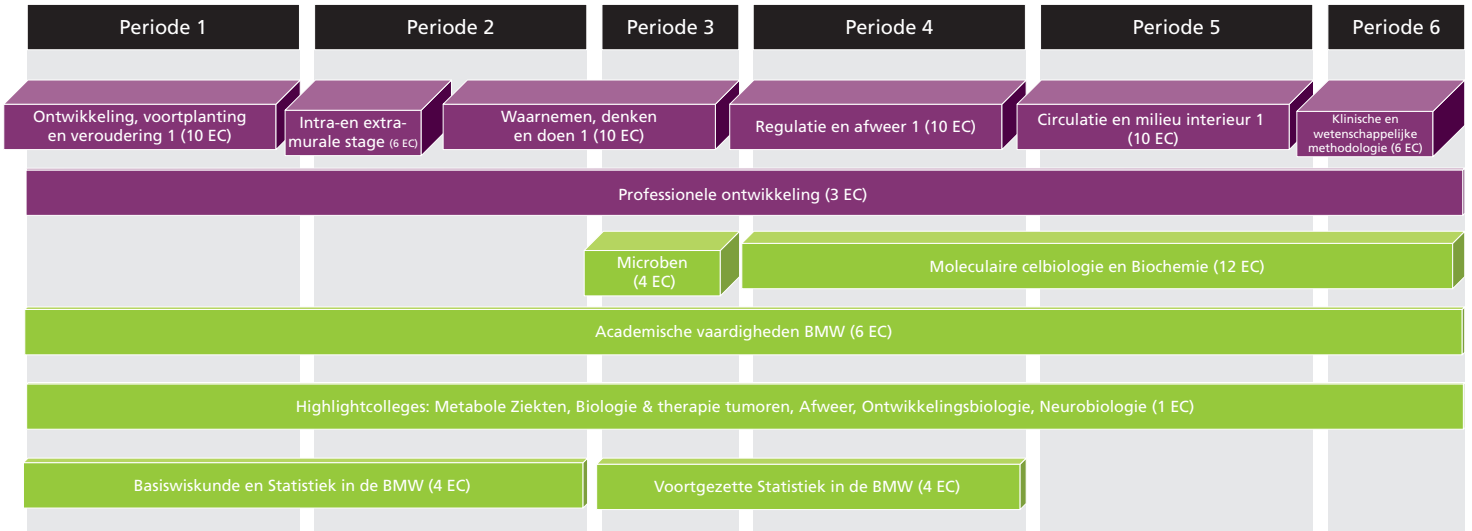 Periode 1
Periode 2
Periode 3
Periode 4
Periode 5
Periode 6
Ontwikkeling, voortplanting
en veroudering 1 (10 EC)
Intra-en extra-
murale stage (6 EC)
Waarnemen, denken
en doen 1 (10 EC)
Regulatie en afweer 1 (10 EC)
Circulatie en milieu interieur 1
(10 EC)
Klinische en
wetenschappelijke
methodologie (6 EC)
Professionele ontwikkeling (3 EC)
Microben
(4 EC)
Moleculaire celbiologie en Biochemie (12 EC)
Academische vaardigheden BMW (6 EC)
Highlightcolleges: Metabole Ziekten, Biologie & therapie tumoren, Afweer, Ontwikkelingsbiologie, Neurobiologie (1 EC)
Basiswiskunde en Statistiek in de BMW (4 EC)
Voortgezette Statistiek in de BMW (4 EC)